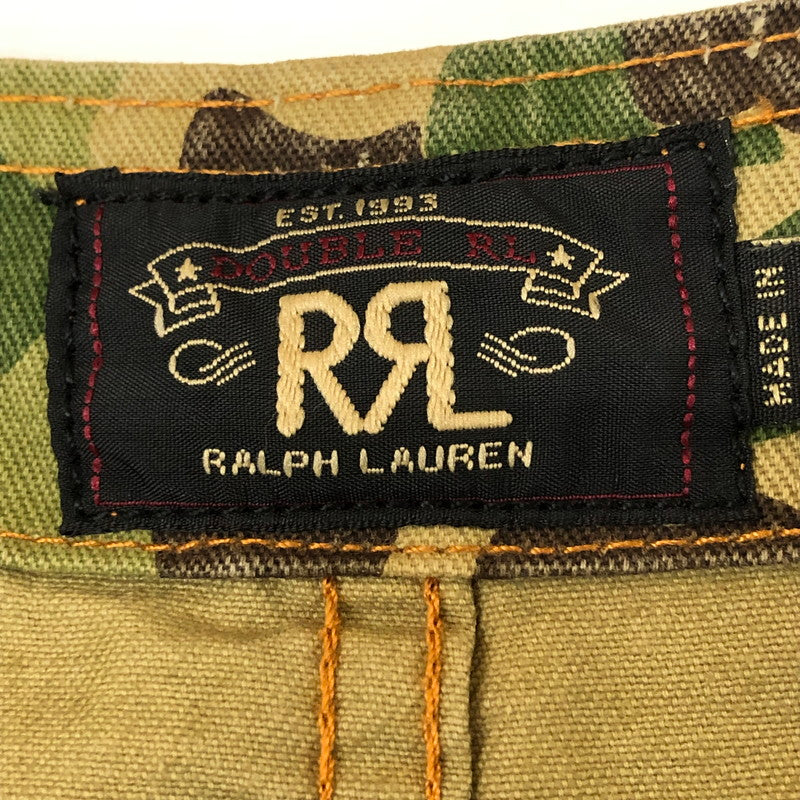 EST. 1993
DOUBLE RL
RRL
RALPH LAUREN
MADE IN